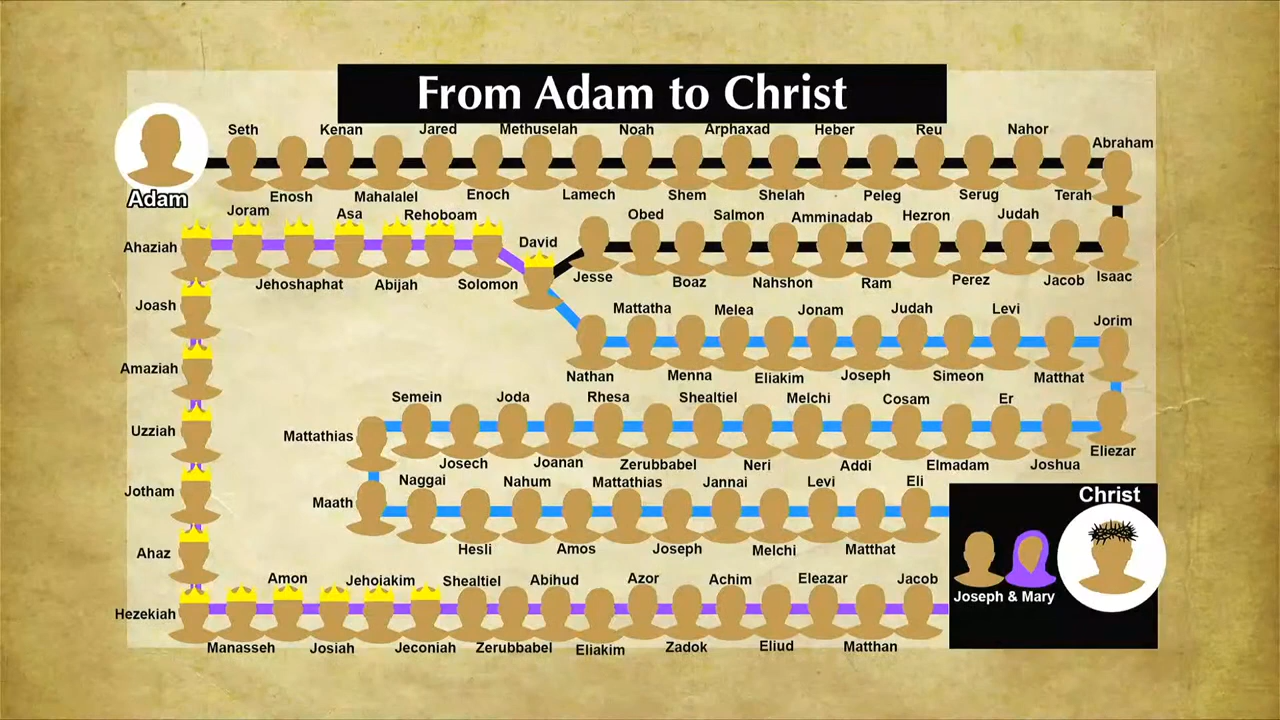 From Adam to Christ
Seth Kenan Jared Methuselah Noah Arphaxad Heber Reu Nahor Abraham
Adam Enosh Mahalalel Enoch Lamech Shem Shelah Peleg Serug Terah
Joram Asa Rehoboam David Obed Salmon Amminadab Hezron Judah
Ahaziah Jehoshaphat Abijah Solomon Jesse Boaz Nahshon Ram Perez Jacob Isaac
Joash Mattatha Melea Jonam Judah Levi Jorim
Amaziah Nathan Menna Eliakim Joseph Simeon Matthat
Semein Joda Rhesa Shealtiel Melchi Cosam Er
Uzziah Mattathias Josech Joanan Zerubbabel Neri Addi Elmadam Joshua Eliezar
Naggai Nahum Mattathias Jannai Levi Eli Christ
Jotham Maath Hesli Amos Joseph Melchi Matthat
Ahaz Amon Jehoiakim Shealtiel Abihud Azor Achim Eleazar Jacob Joseph & Mary
Hezekiah Manasseh Josiah Jeconiah Zerubbabel Eliakim Zadok Eliud Matthan